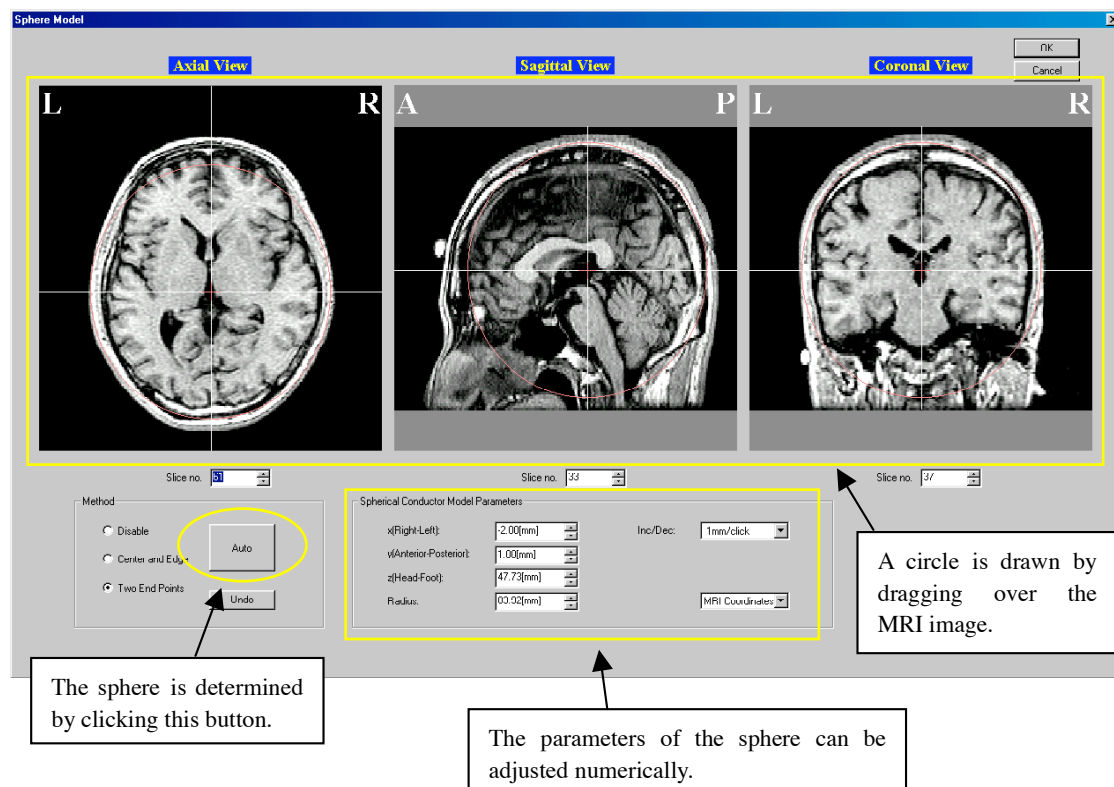 Sphere Model
OK
Cancel
Axial View
Sagittal View
Coronal View
L R
A P
L R
Slice no. 61
Slice no. 33
Slice no. 37
Method
Disable
Center and Edge
Two End Points
Auto
Undo
Spherical Conductor Model Parameters
x(Right-Left): -2.00[mm]
y(Anterior-Posterior): 1.00[mm]
z(Head-Foot): 47.73[mm]
Radius:
Inc/Dec: 1mm/click
MRI Coordinates
A circle is drawn by
dragging over the
MRI image.
The sphere is determined
by clicking this button.
The parameters of the sphere can be
adjusted numerically.